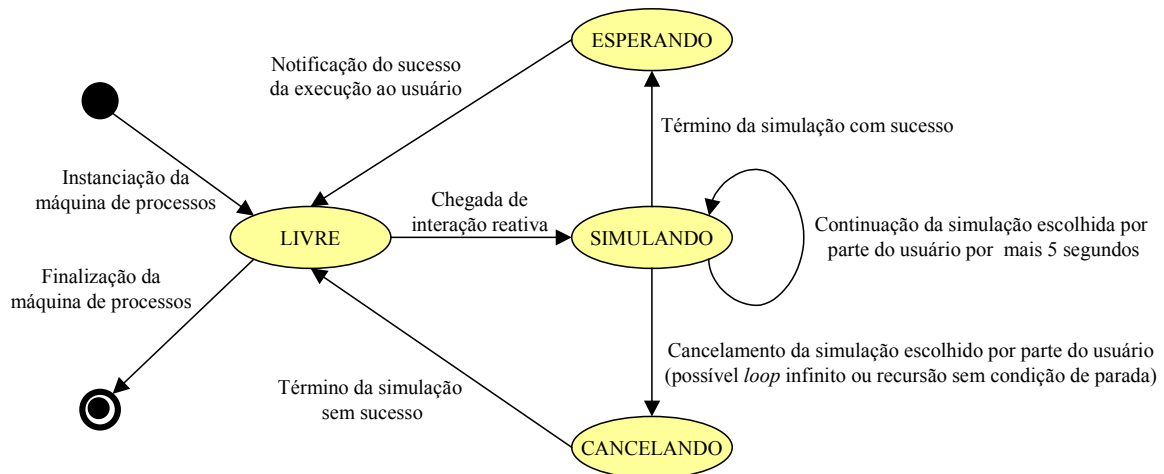 ESPERANDO
Notificação do sucesso
da execução ao usuário
Término da simulação com sucesso
Instanciação da
máquina de processos
Chegada de
interação reativa
LIVRE
SIMULANDO
Continuação da simulação escolhida por
parte do usuário por mais 5 segundos
Finalização da
máquina de processos
Término da simulação
sem sucesso
Cancelamento da simulação escolhido por parte do usuário
(possível loop infinito ou recursão sem condição de parada)
CANCELANDO